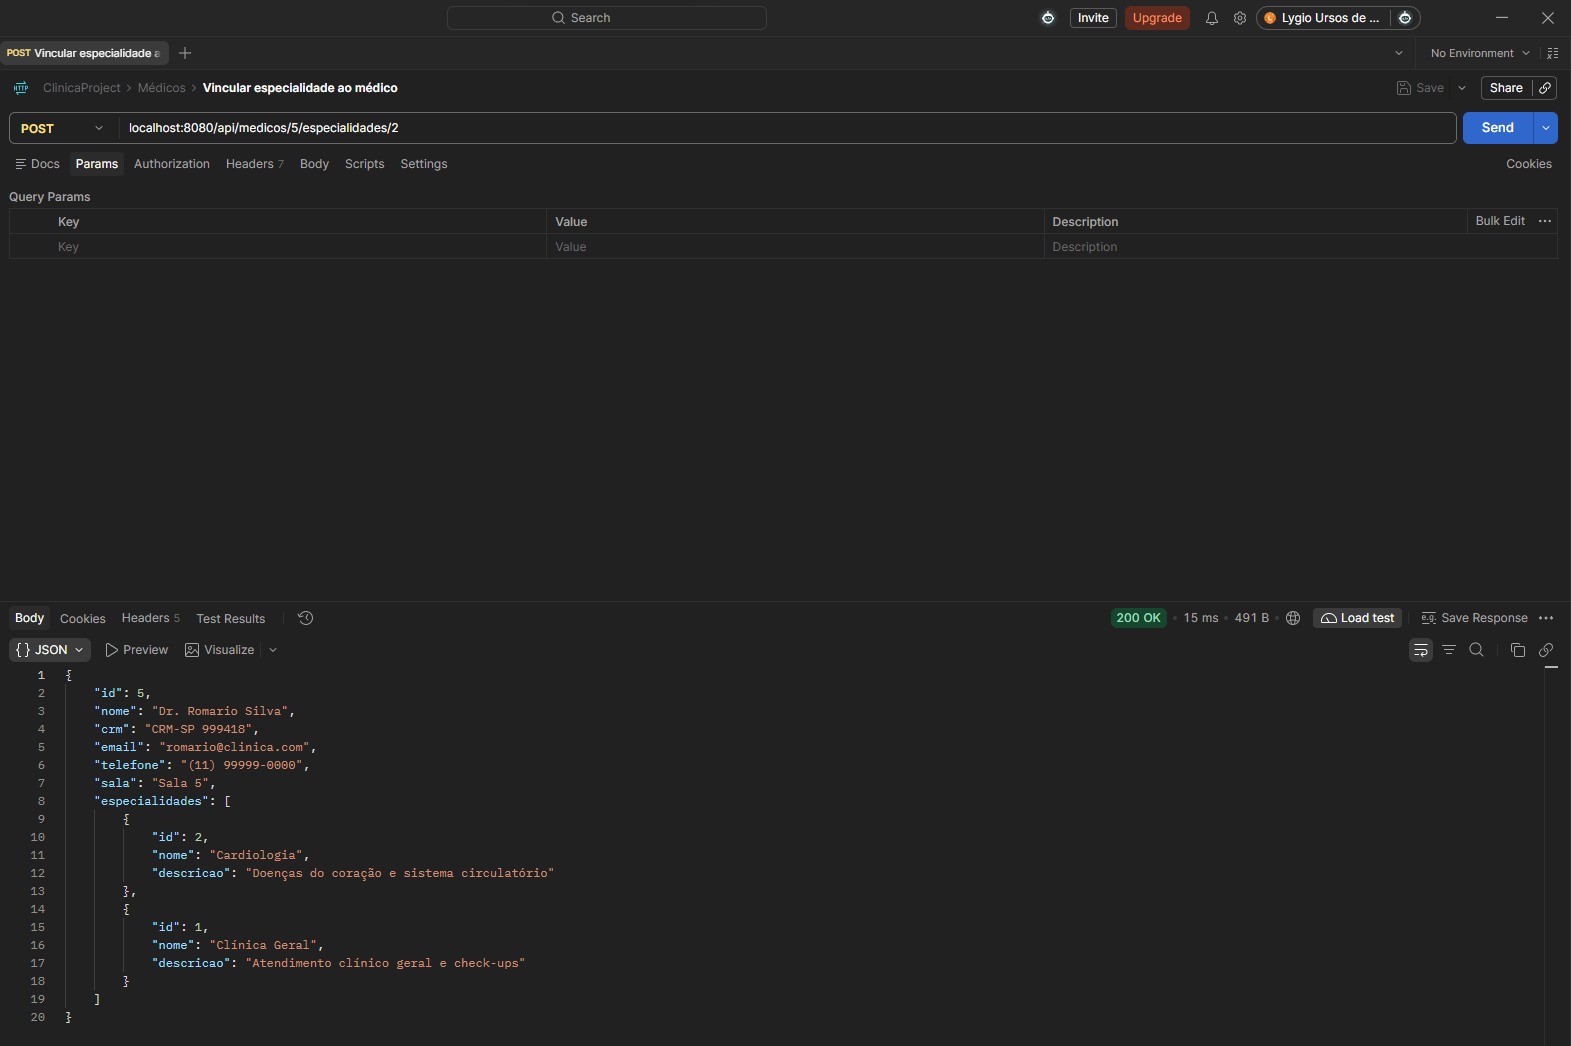 Search
Invite
Upgrade
Lygio Ursos de ...
POST Vincular especialidade a
No Environment
HTTP
ClinicaProject > Médicos > Vincular especialidade ao médico
Save
Share
POST
localhost:8080/api/medicos/5/especialidades/2
Send
Docs Params Authorization Headers 7 Body Scripts Settings
Cookies
Query Params
Key Value Description Bulk Edit ...
Key Value Description
Body Cookies Headers 5 Test Results
200 OK • 15 ms • 491 B •
Load test
e.g. Save Response ...
{} JSON Preview Visualize
1 {
2 "id": 5,
3 "nome": "Dr. Romario Silva",
4 "crm": "CRM-SP 999418",
5 "email": "romario@clinica.com",
6 "telefone": "(11) 99999-0000",
7 "sala": "Sala 5",
8 "especialidades": [
9 {
10 "id": 2,
11 "nome": "Cardiologia",
12 "descricao": "Doenças do coração e sistema circulatório"
13 },
14 {
15 "id": 1,
16 "nome": "Clínica Geral",
17 "descricao": "Atendimento clínico geral e check-ups"
18 }
19 ]
20 }